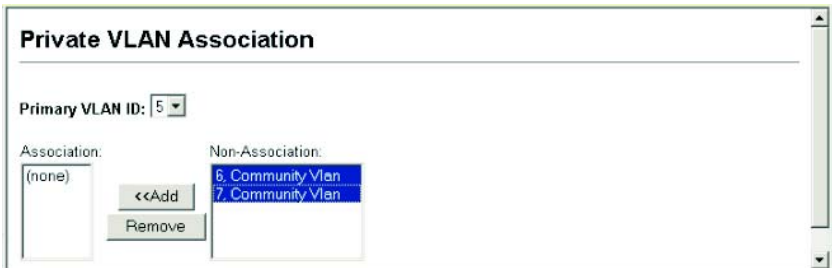 Private VLAN Association
Primary VLAN ID: 5
Association: Non-Association:
(none) 6, Community Vlan
<<Add 7, Community Vlan
Remove